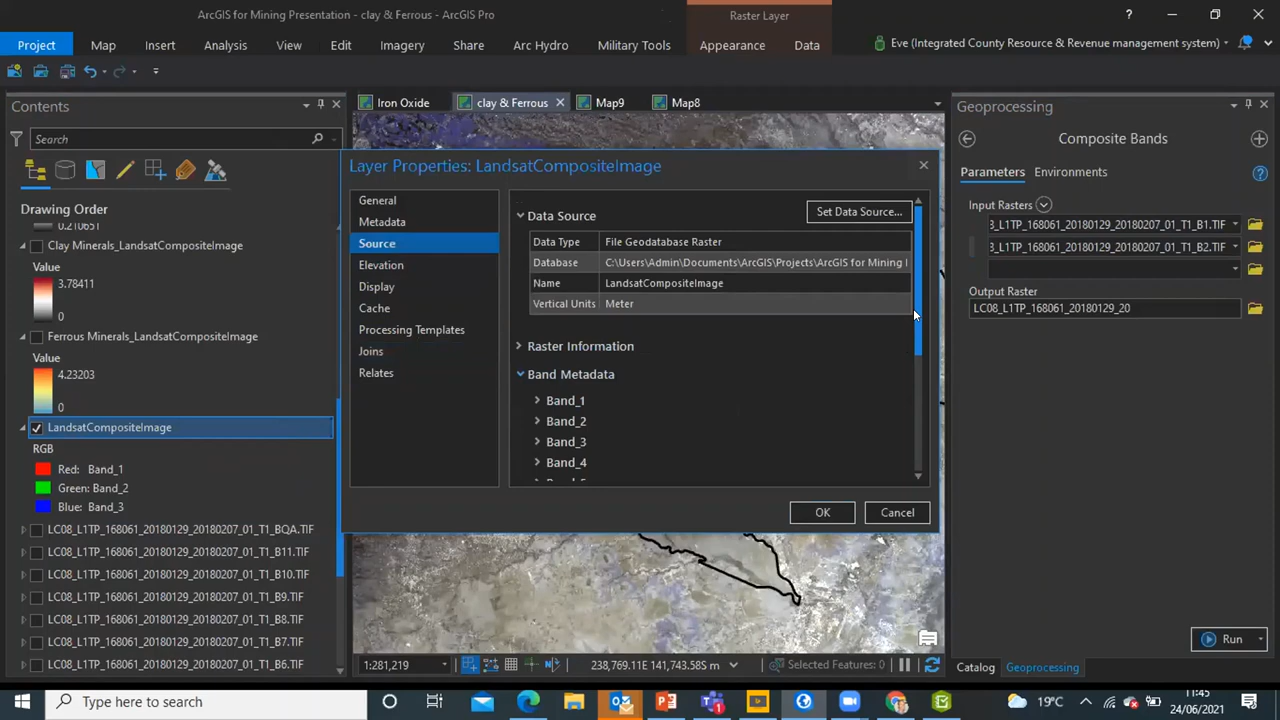 ArcGIS for Mining Presentation - clay & Ferrous - ArcGIS Pro
Raster Layer
?
Project Map Insert Analysis View Edit Imagery Share Arc Hydro Military Tools Appearance Data
Eve (Integrated County Resource & Revenue management system)
Contents
Search
Drawing Order
0.210651
Clay Minerals_LandsatCompositeImage
Value
3.78411
0
Ferrous Minerals_LandsatCompositeImage
Value
4.23203
0
LandsatCompositeImage
RGB
Red: Band_1
Green: Band_2
Blue: Band_3
LC08_L1TP_168061_20180129_20180207_01_T1_BQA.TIF
LC08_L1TP_168061_20180129_20180207_01_T1_B11.TIF
LC08_L1TP_168061_20180129_20180207_01_T1_B10.TIF
LC08_L1TP_168061_20180129_20180207_01_T1_B9.TIF
LC08_L1TP_168061_20180129_20180207_01_T1_B8.TIF
LC08_L1TP_168061_20180129_20180207_01_T1_B7.TIF
LC08_L1TP_168061_20180129_20180207_01_T1_B6.TIF
Iron Oxide clay & Ferrous Map9 Map8
Layer Properties: LandsatCompositeImage
General
Metadata
Source
Elevation
Display
Cache
Processing Templates
Joins
Relates
Data Source
Set Data Source...
Data Type File Geodatabase Raster
Database C:\Users\Admin\Documents\ArcGIS\Projects\ArcGIS for Mining
Name LandsatCompositeImage
Vertical Units Meter
Raster Information
Band Metadata
Band_1
Band_2
Band_3
Band_4
OK Cancel
1:281,219
238,769.11E 141,743.58S m
Selected Features: 0
Geoprocessing
Composite Bands
Parameters Environments
?
Input Rasters
3_L1TP_168061_20180129_20180207_01_T1_B1.TIF
3_L1TP_168061_20180129_20180207_01_T1_B2.TIF
Output Raster
LC08_L1TP_168061_20180129_20
Run
Catalog Geoprocessing
Type here to search
19°C
11:45
24/06/2021